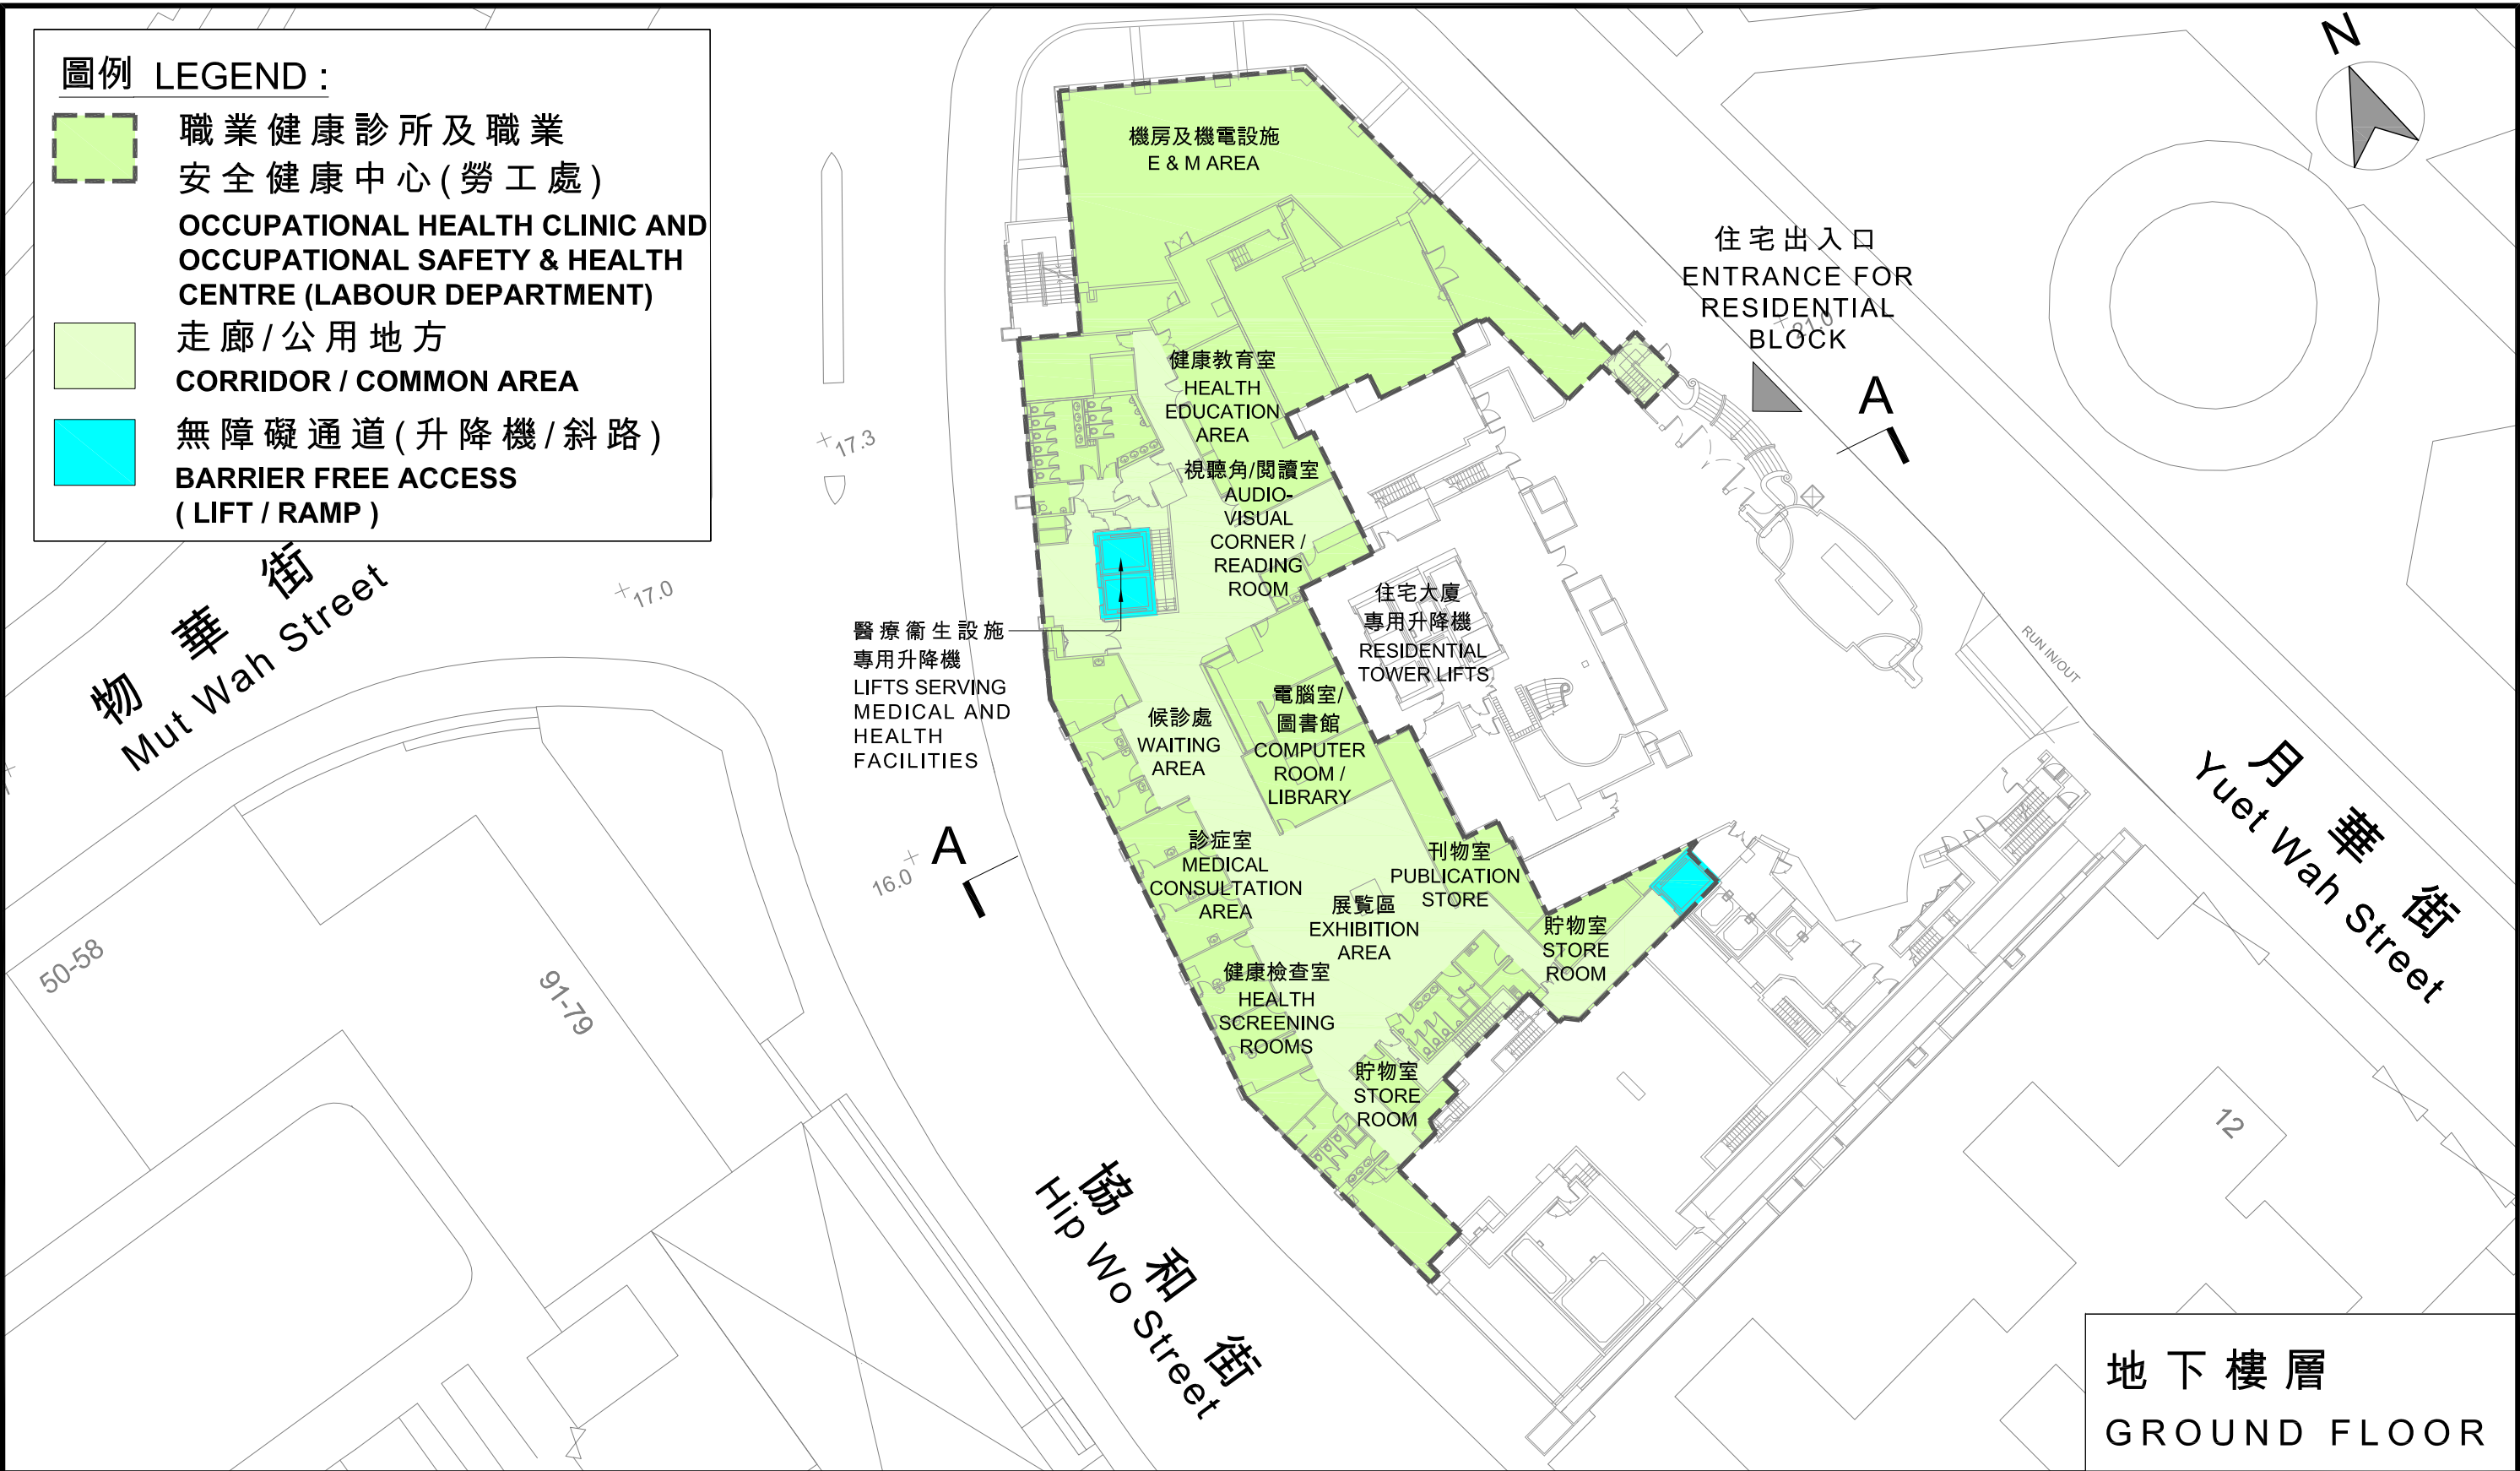 圖例 LEGEND :
職業健康診所及職業
安全健康中心(勞工處)
OCCUPATIONAL HEALTH CLINIC AND
OCCUPATIONAL SAFETY & HEALTH
CENTRE (LABOUR DEPARTMENT)
走廊/公用地方
CORRIDOR / COMMON AREA
無障礙通道(升降機/斜路)
BARRIER FREE ACCESS
( LIFT / RAMP )
N
機房及機電設施
E & M AREA
住宅出入口
ENTRANCE FOR
RESIDENTIAL
BLOCK
21.0
A
健康教育室
HEALTH
EDUCATION
AREA
17.3
視聽角/閱讀室
AUDIO-
VISUAL
CORNER /
READING
ROOM
17.0
物華街
Mut Wah Street
醫療衞生設施
專用升降機
LIFTS SERVING
MEDICAL AND
HEALTH
FACILITIES
住宅大廈
專用升降機
RESIDENTIAL
TOWER LIFTS
RUN IN/OUT
電腦室/
圖書館
COMPUTER
ROOM /
LIBRARY
候診處
WAITING
AREA
月華街
Yuet Wah Street
A
16.0
診症室
MEDICAL
CONSULTATION
AREA
刊物室
PUBLICATION
STORE
展覧區
EXHIBITION
AREA
貯物室
STORE
ROOM
健康檢查室
HEALTH
SCREENING
ROOMS
貯物室
STORE
ROOM
50-58
91-79
12
協和街
Hip Wo Street
地下樓層
GROUND FLOOR